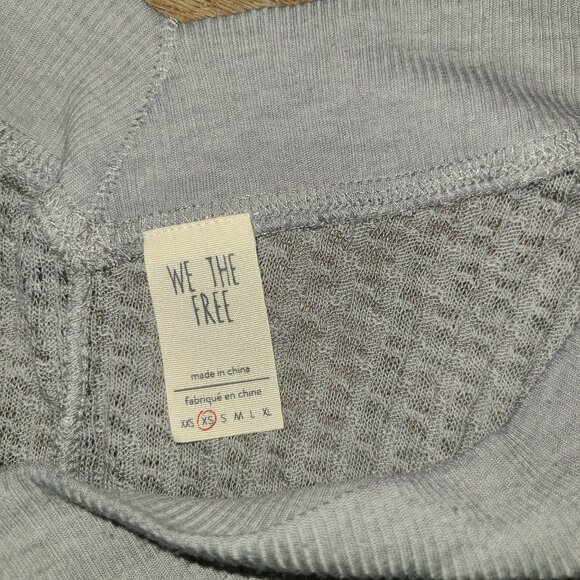 WE THE
FREE
made in china
fabriqué en chine
XXS XS S M L XL